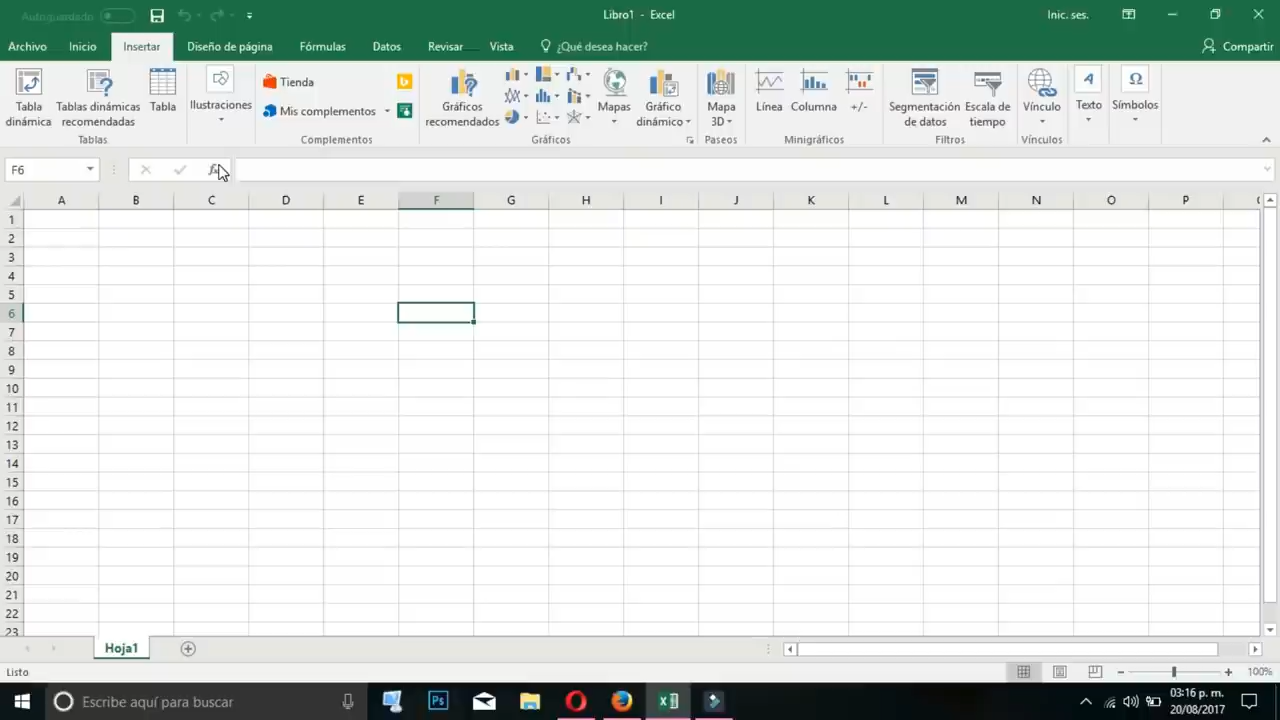 Autoguardado
Libro1 - Excel
Inic. ses.
Archivo Inicio Insertar Diseño de página Fórmulas Datos Revisar Vista ¿Qué desea hacer? Compartir
Tabla dinámica
Tablas dinámicas recomendadas
Tabla
Tablas
Ilustraciones
Tienda
Mis complementos
Complementos
Gráficos recomendados
Mapas
Gráfico dinámico
Gráficos
Mapa 3D
Paseos
Línea
Columna
+/-
Minigráficos
Segmentación de datos
Escala de tiempo
Filtros
Vínculo
Vínculos
Texto
Símbolos
F6
A B C D E F G H I J K L M N O P
1
2
3
4
5
6
7
8
9
10
11
12
13
14
15
16
17
18
19
20
21
22
23
Hoja1
Listo
100%
Escribe aquí para buscar
Ps
03:16 p. m.
20/08/2017